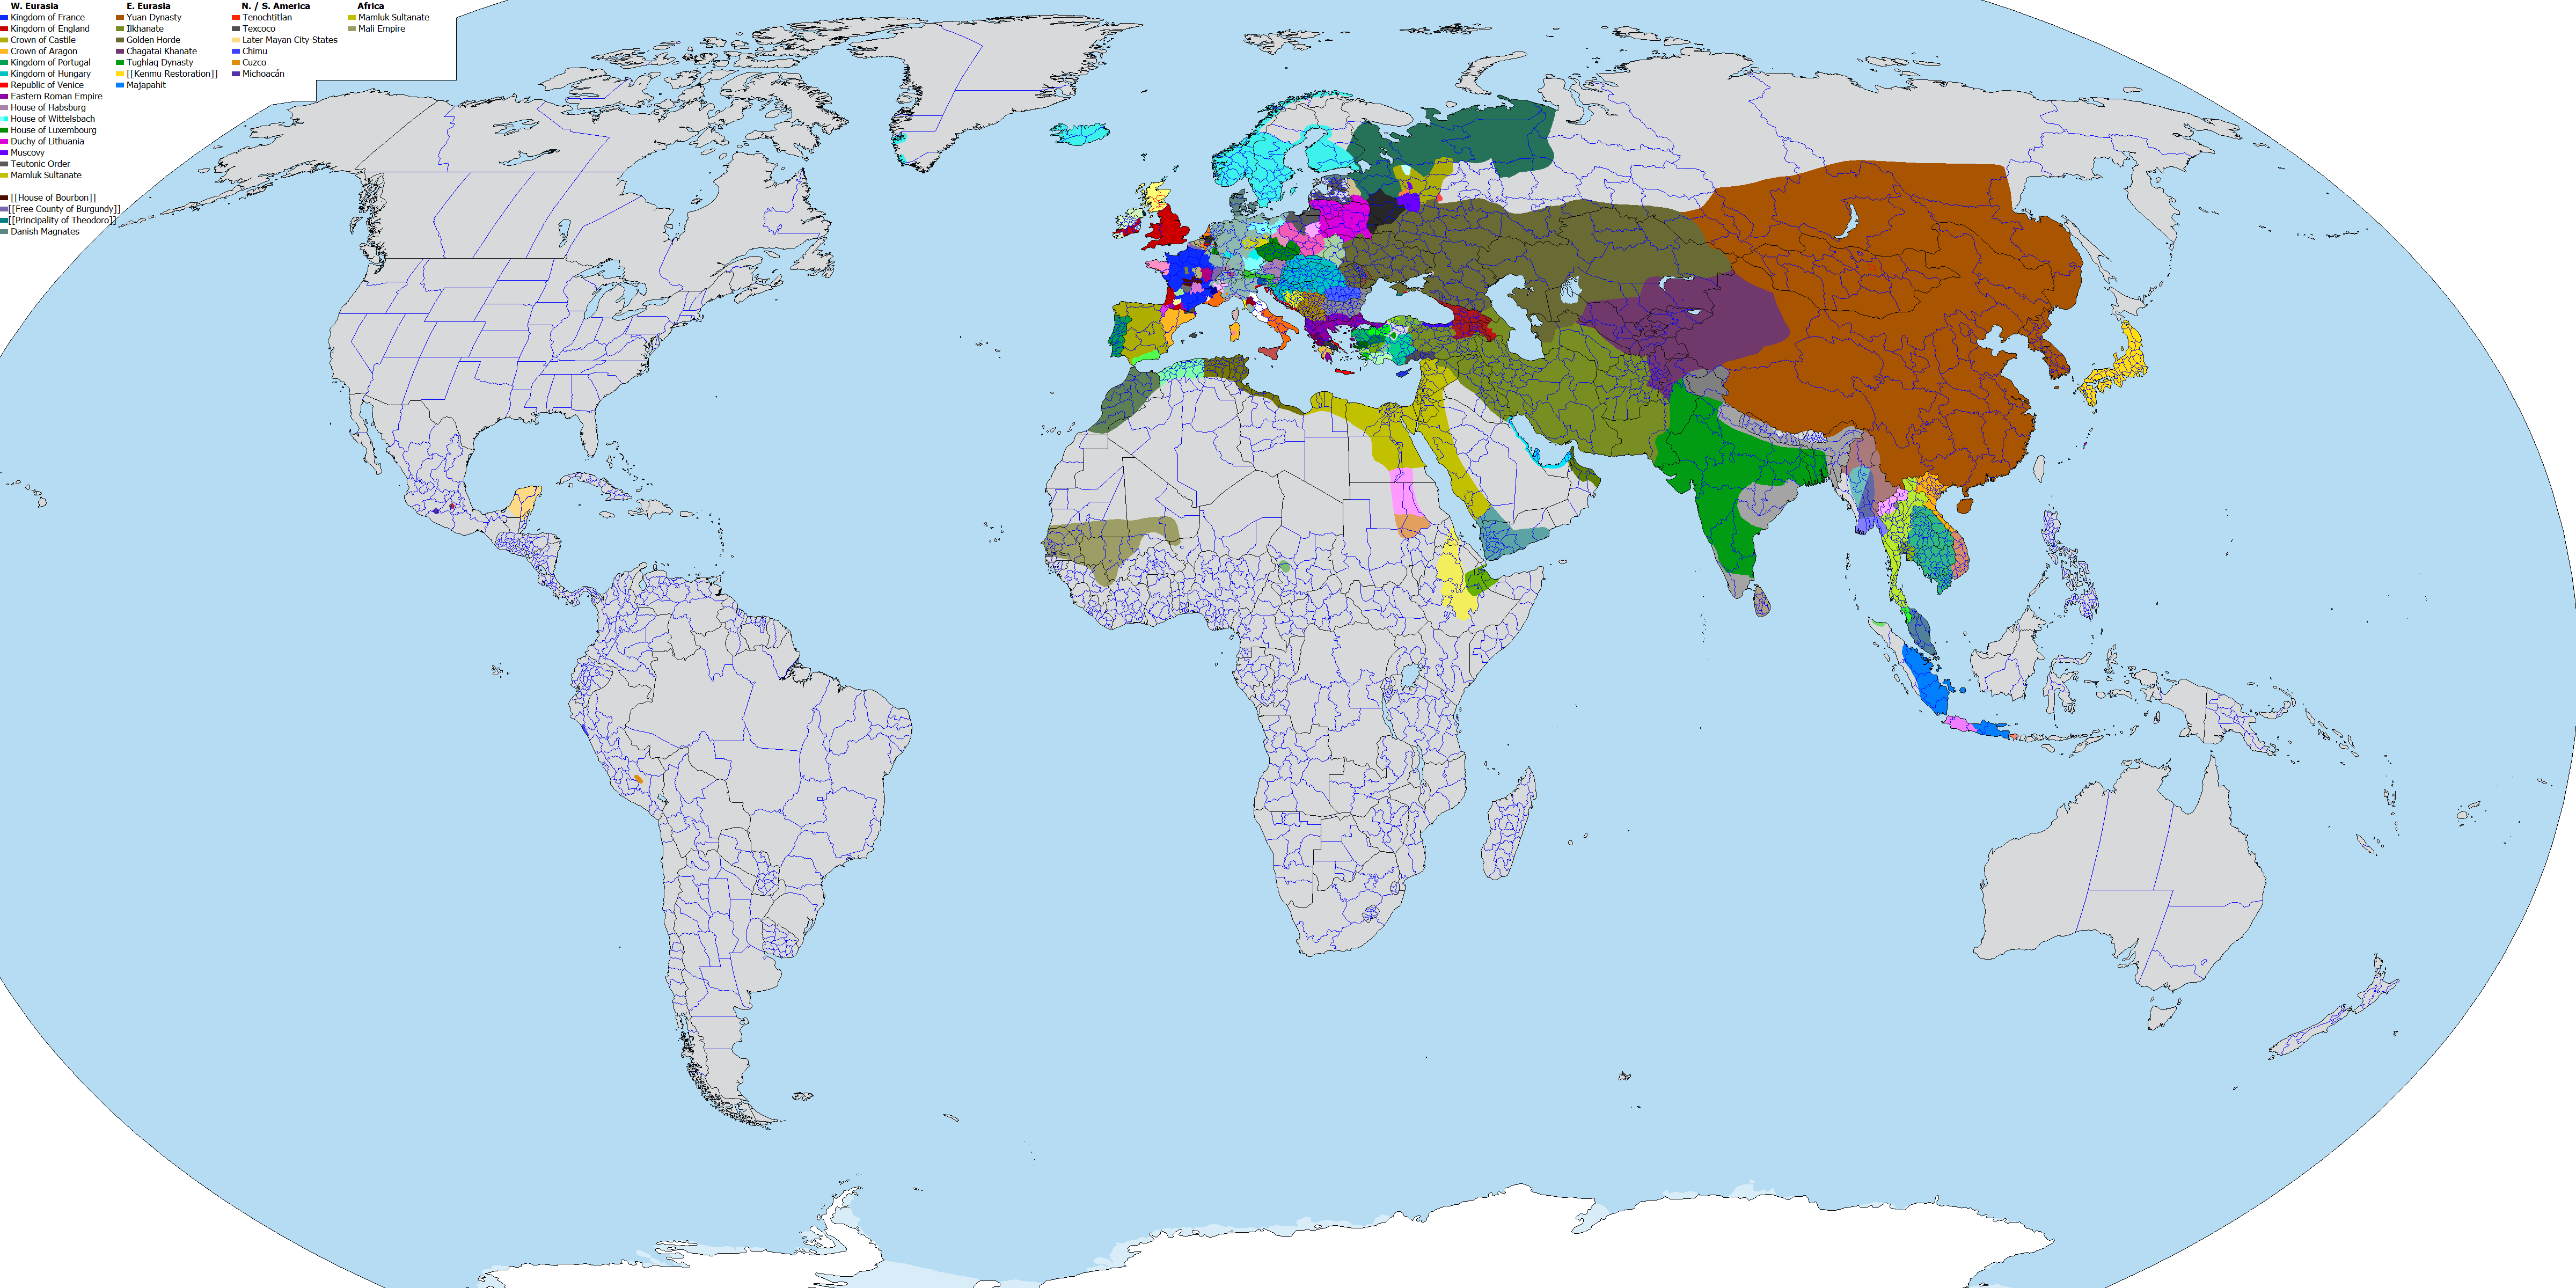 W. Eurasia
Kingdom of France
Kingdom of England
Crown of Castile
Crown of Aragon
Kingdom of Portugal
Kingdom of Hungary
Republic of Venice
Eastern Roman Empire
House of Habsburg
House of Wittelsbach
House of Luxembourg
Duchy of Lithuania
Muscovy
Teutonic Order
Mamluk Sultanate
[[House of Bourbon]]
[[Free County of Burgundy]]
[[Principality of Theodoro]]
Danish Magnates
E. Eurasia
Yuan Dynasty
Ilkhanate
Golden Horde
Chagatai Khanate
Tughlaq Dynasty
[[Kenmu Restoration]]
Majapahit
N. / S. America
Tenochtitlan
Texcoco
Later Mayan City-States
Chimu
Cuzco
Michoacán
Africa
Mamluk Sultanate
Mali Empire